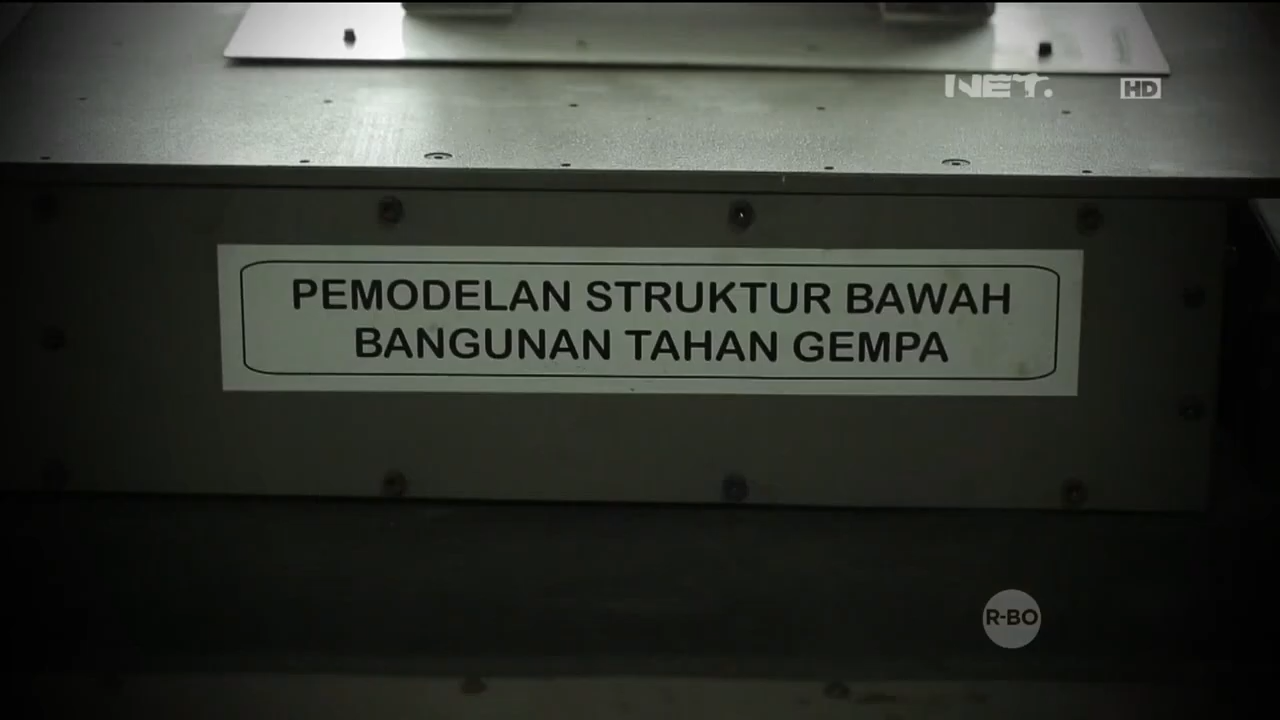 NET.
HD
PEMODELAN STRUKTUR BAWAH
BANGUNAN TAHAN GEMPA
R-BO